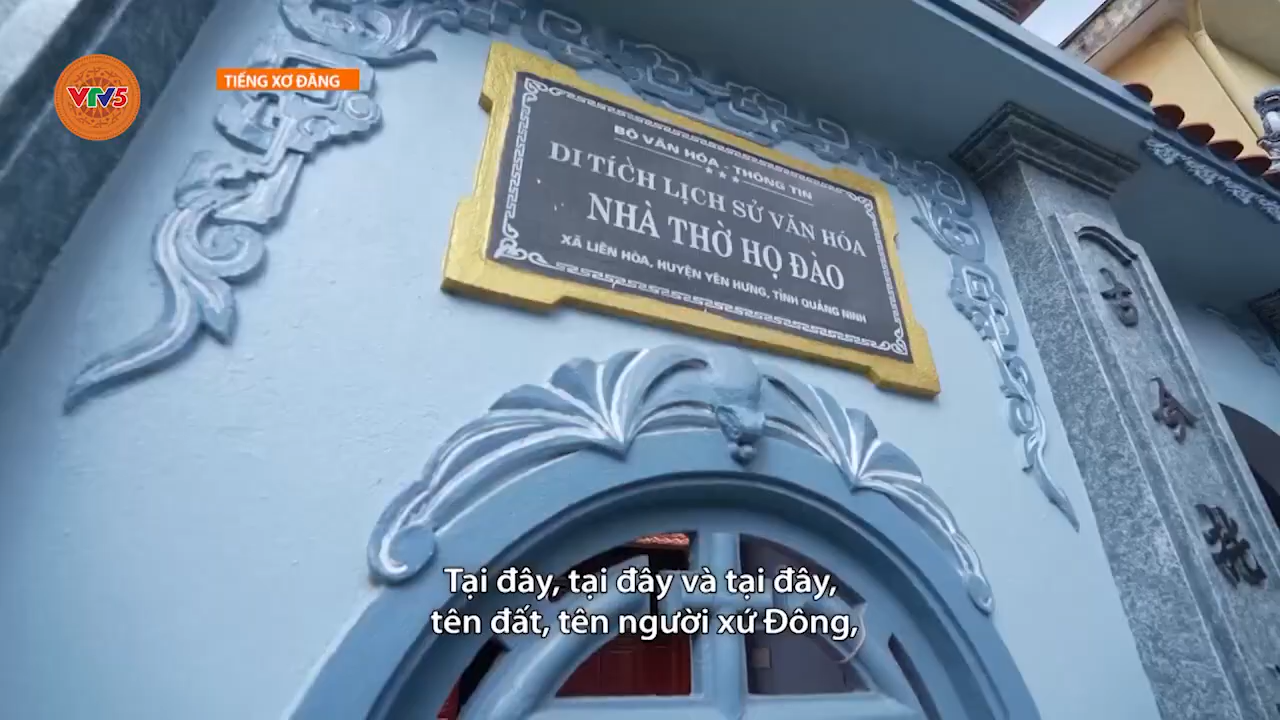 VTV5
TIẾNG XƠ ĐĂNG
BỘ VĂN HÓA - THÔNG TIN
DI TÍCH LỊCH SỬ VĂN HÓA
NHÀ THỜ HỌ ĐÀO
XÃ LIÊN HÒA, HUYỆN YÊN HƯNG, TỈNH QUẢNG NINH
Tại đây, tại đây và tại đây,
tên đất, tên người xứ Đông,